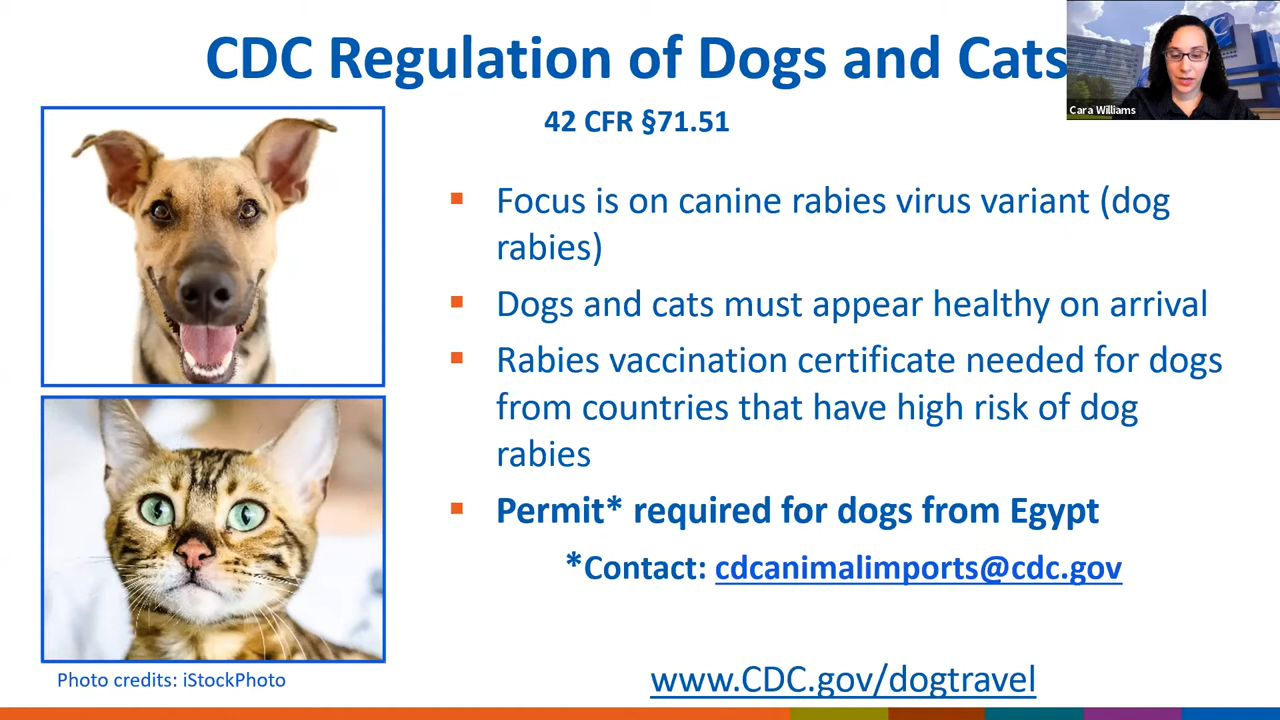 CDC Regulation of Dogs and Cats
Cara Williams
42 CFR §71.51
▪ Focus is on canine rabies virus variant (dog
rabies)
▪ Dogs and cats must appear healthy on arrival
▪ Rabies vaccination certificate needed for dogs
from countries that have high risk of dog
rabies
▪ Permit* required for dogs from Egypt
*Contact: cdcanimalimports@cdc.gov
Photo credits: iStockPhoto
www.CDC.gov/dogtravel